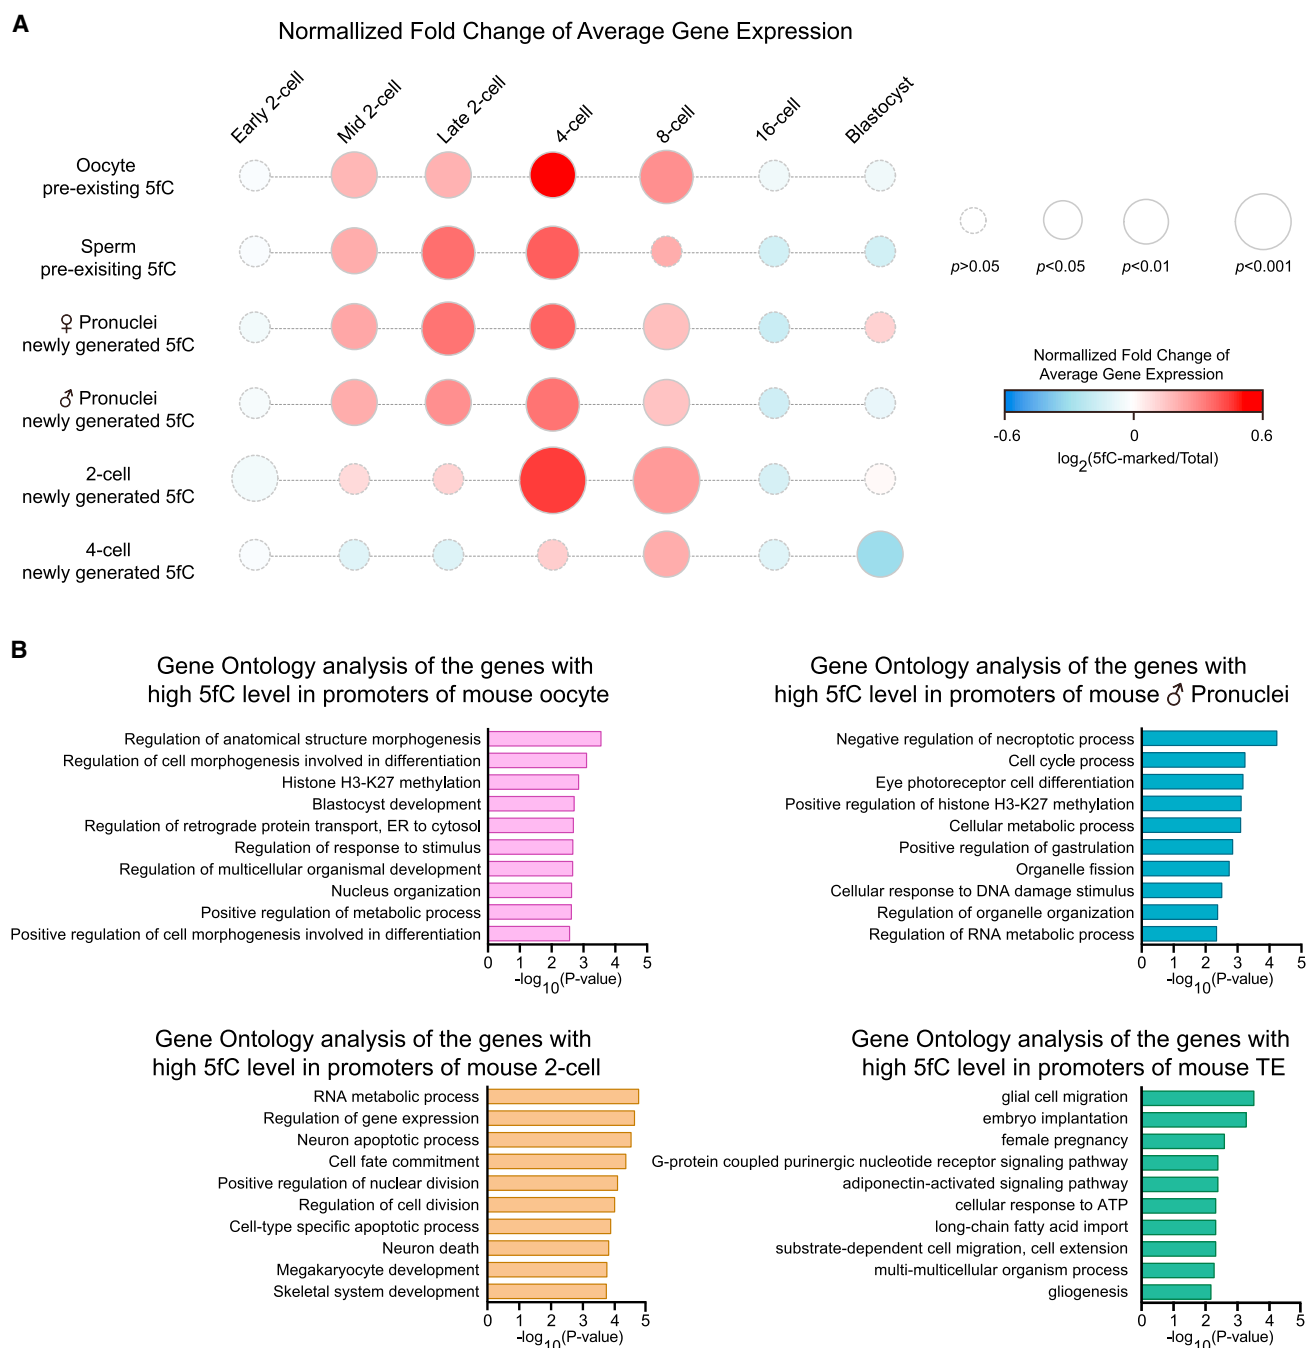 A
Normallized Fold Change of Average Gene Expression
Early 2-cell
Mid 2-cell
Late 2-cell
4-cell
8-cell
16-cell
Blastocyst
Oocyte
pre-existing 5fC
Sperm
pre-exisiting 5fC
♀ Pronuclei
newly generated 5fC
♂ Pronuclei
newly generated 5fC
2-cell
newly generated 5fC
4-cell
newly generated 5fC
p>0.05
p<0.05
p<0.01
p<0.001
Normallized Fold Change of
Average Gene Expression
-0.6 0 0.6
log2(5fC-marked/Total)
B
Gene Ontology analysis of the genes with
high 5fC level in promoters of mouse oocyte
Regulation of anatomical structure morphogenesis
Regulation of cell morphogenesis involved in differentiation
Histone H3-K27 methylation
Blastocyst development
Regulation of retrograde protein transport, ER to cytosol
Regulation of response to stimulus
Regulation of multicellular organismal development
Nucleus organization
Positive regulation of metabolic process
Positive regulation of cell morphogenesis involved in differentiation
0 1 2 3 4 5
-log10(P-value)
Gene Ontology analysis of the genes with
high 5fC level in promoters of mouse ♂ Pronuclei
Negative regulation of necroptotic process
Cell cycle process
Eye photoreceptor cell differentiation
Positive regulation of histone H3-K27 methylation
Cellular metabolic process
Positive regulation of gastrulation
Organelle fission
Cellular response to DNA damage stimulus
Regulation of organelle organization
Regulation of RNA metabolic process
0 1 2 3 4 5
-log10(P-value)
Gene Ontology analysis of the genes with
high 5fC level in promoters of mouse 2-cell
RNA metabolic process
Regulation of gene expression
Neuron apoptotic process
Cell fate commitment
Positive regulation of nuclear division
Regulation of cell division
Cell-type specific apoptotic process
Neuron death
Megakaryocyte development
Skeletal system development
0 1 2 3 4 5
-log10(P-value)
Gene Ontology analysis of the genes with
high 5fC level in promoters of mouse TE
glial cell migration
embryo implantation
female pregnancy
G-protein coupled purinergic nucleotide receptor signaling pathway
adiponectin-activated signaling pathway
cellular response to ATP
long-chain fatty acid import
substrate-dependent cell migration, cell extension
multi-multicellular organism process
gliogenesis
0 1 2 3 4 5
-log10(P-value)